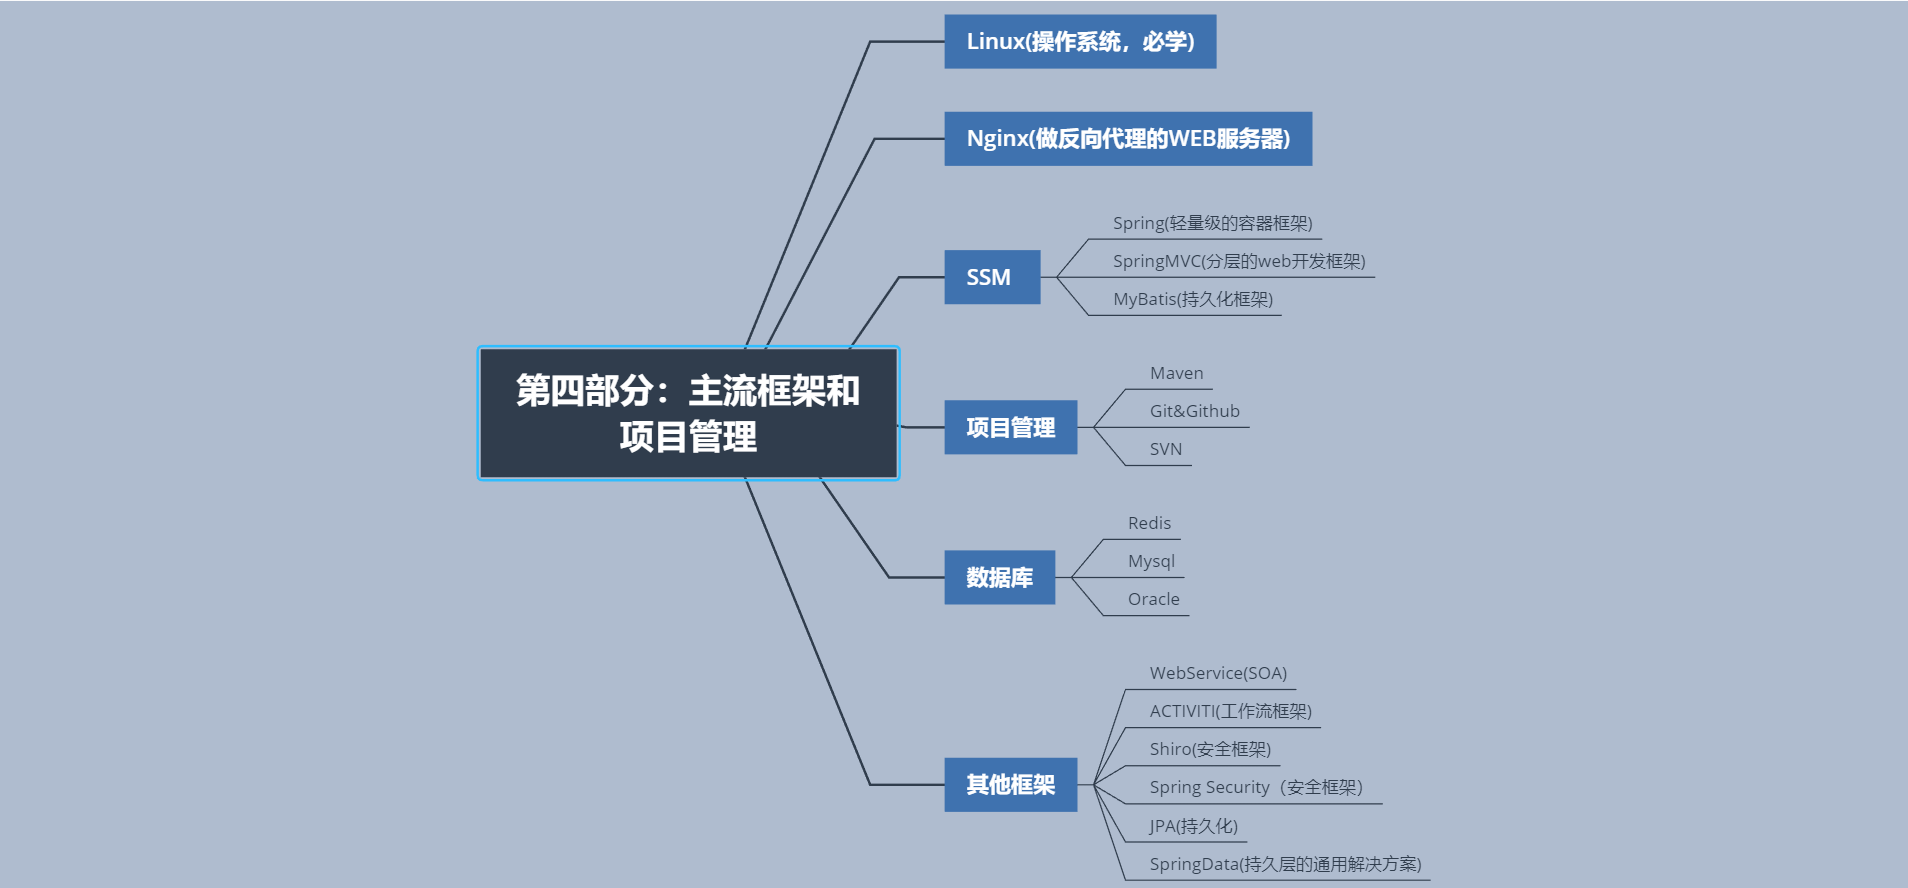 Linux(操作系统，必学)
Nginx(做反向代理的WEB服务器)
Spring(轻量级的容器框架)
SpringMVC(分层的web开发框架)
SSM
MyBatis(持久化框架)
第四部分：主流框架和
项目管理
Maven
Git&Github
项目管理
SVN
Redis
Mysql
数据库
Oracle
WebService(SOA)
ACTIVITI(工作流框架)
Shiro(安全框架)
Spring Security（安全框架）
其他框架
JPA(持久化)
SpringData(持久层的通用解决方案)